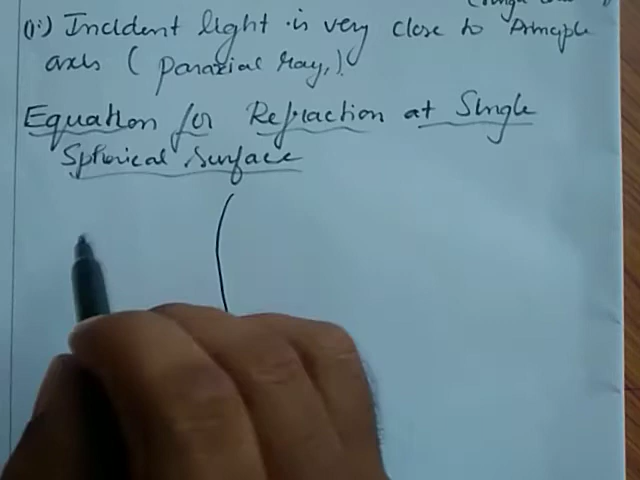 (i:) Incident light is very close to Principle
axis ( paraxial ray,).
Equation for Refraction at Single
Spherical Surface